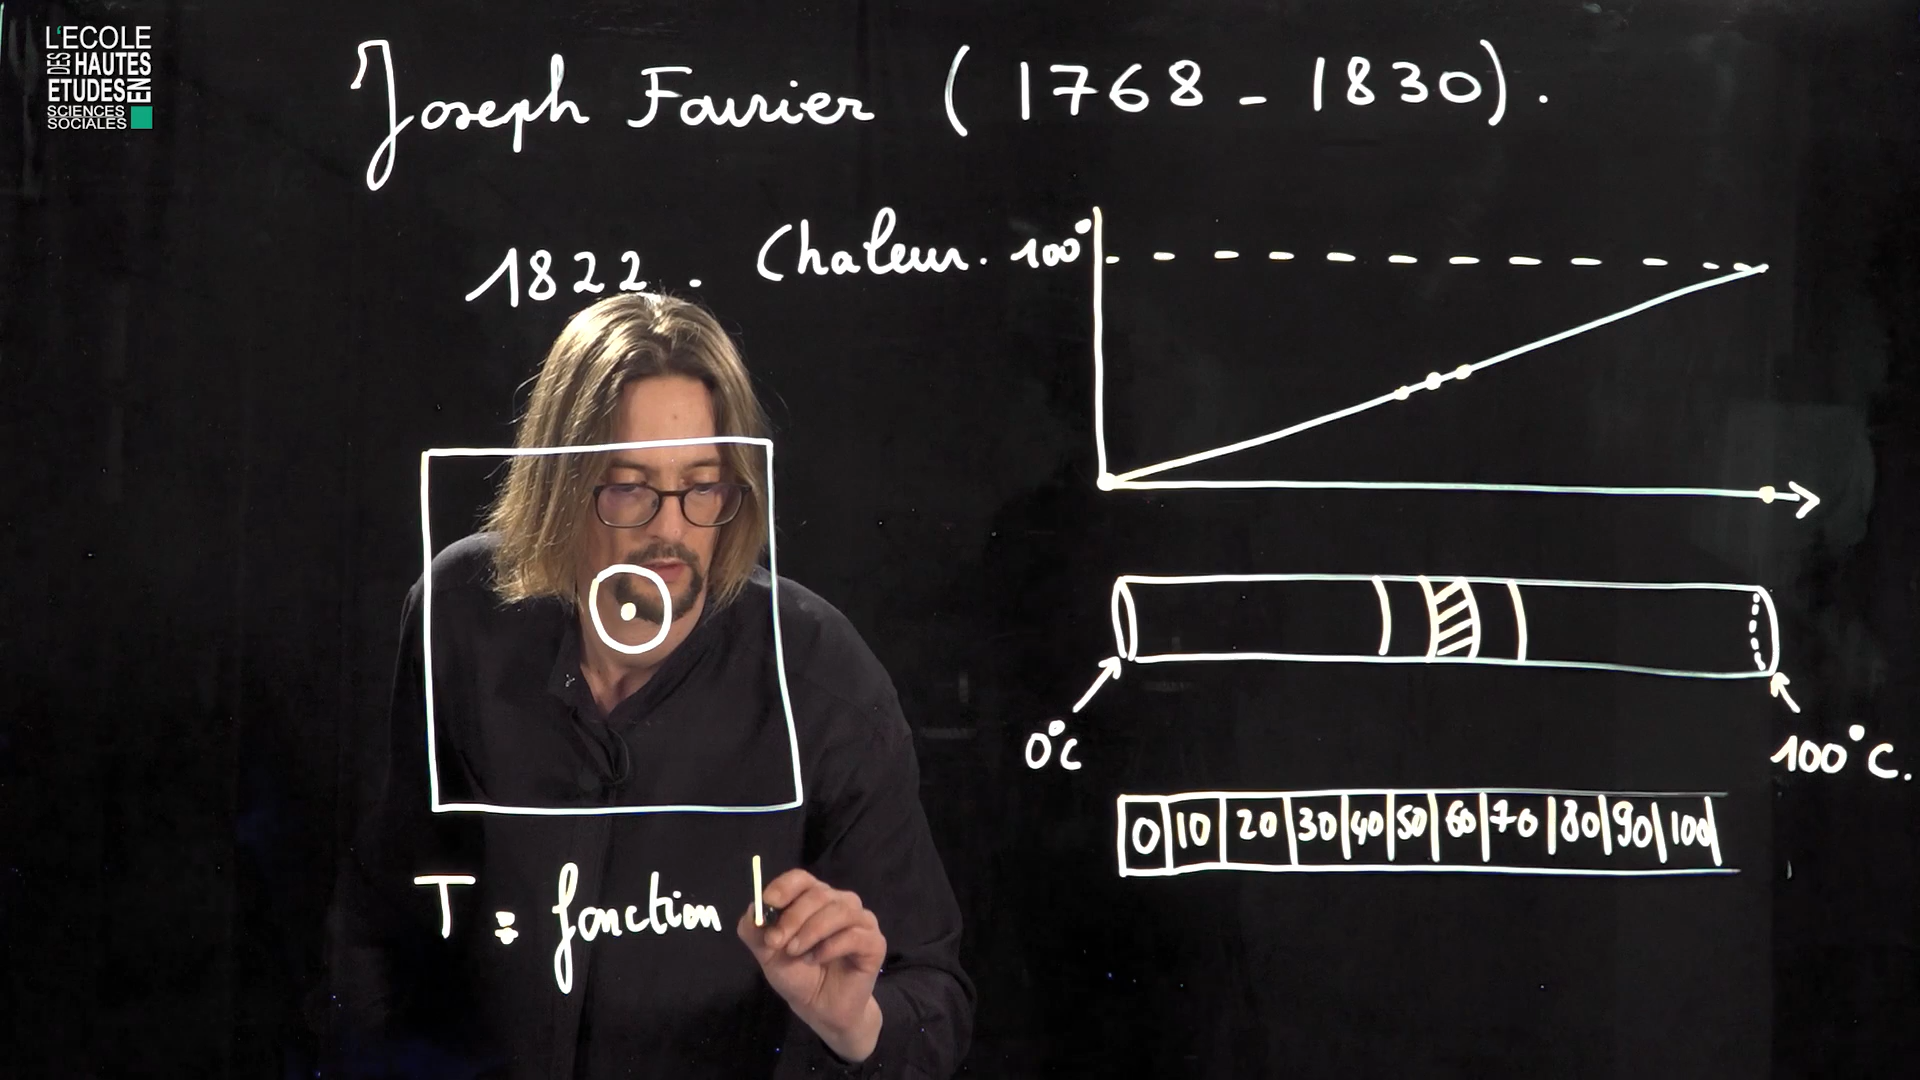 L'ECOLE
DES HAUTES
ETUDES EN
SCIENCES
SOCIALES
Joseph Fourier (1768 - 1830).
1822. Chaleur. 100°
0°C
100°C.
0 10 20 30 40 50 60 70 80 90 100
T = fonction